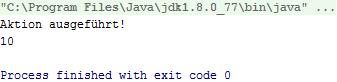 "C:\Program Files\Java\jdk1.8.0_77\bin\java" ...
Aktion ausgeführt!
10
Process finished with exit code 0